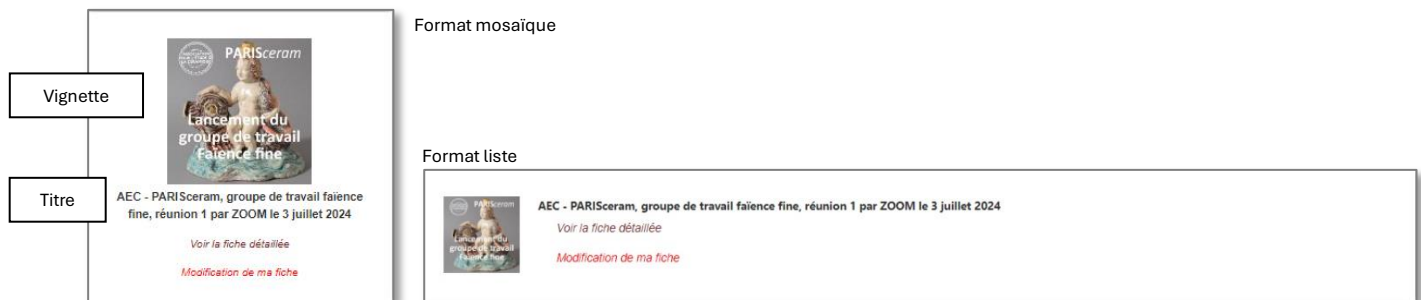 Format mosaïque
PARISceram
Vignette
Lancement du
groupe de travail
Faïence fine
Titre
AEC - PARISceram, groupe de travail faïence
fine, réunion 1 par ZOOM le 3 juillet 2024
Voir la fiche détaillée
Modification de ma fiche
Format liste
PARISceram
Lancement du
groupe de travail
Faïence fine
AEC - PARISceram, groupe de travail faïence fine, réunion 1 par ZOOM le 3 juillet 2024
Voir la fiche détaillée
Modification de ma fiche